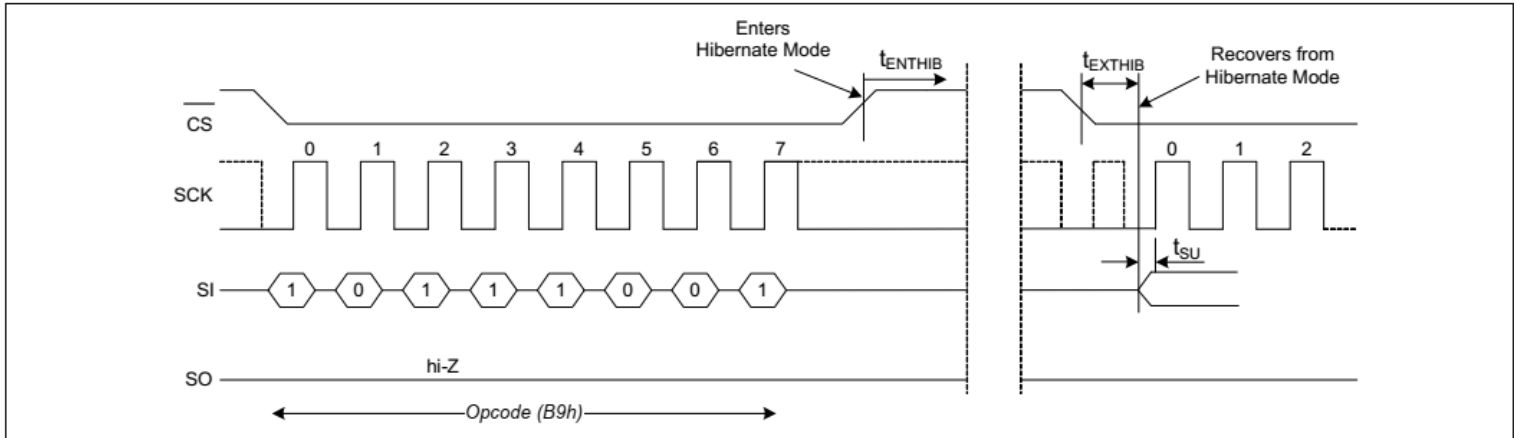 Enters
Hibernate Mode
tENTHIB
tEXTHIB
Recovers from
Hibernate Mode
CS
0 1 2 3 4 5 6 7 0 1 2
SCK
tSU
SI 1 0 1 1 1 0 0 1
hi-Z
SO
Opcode (B9h)